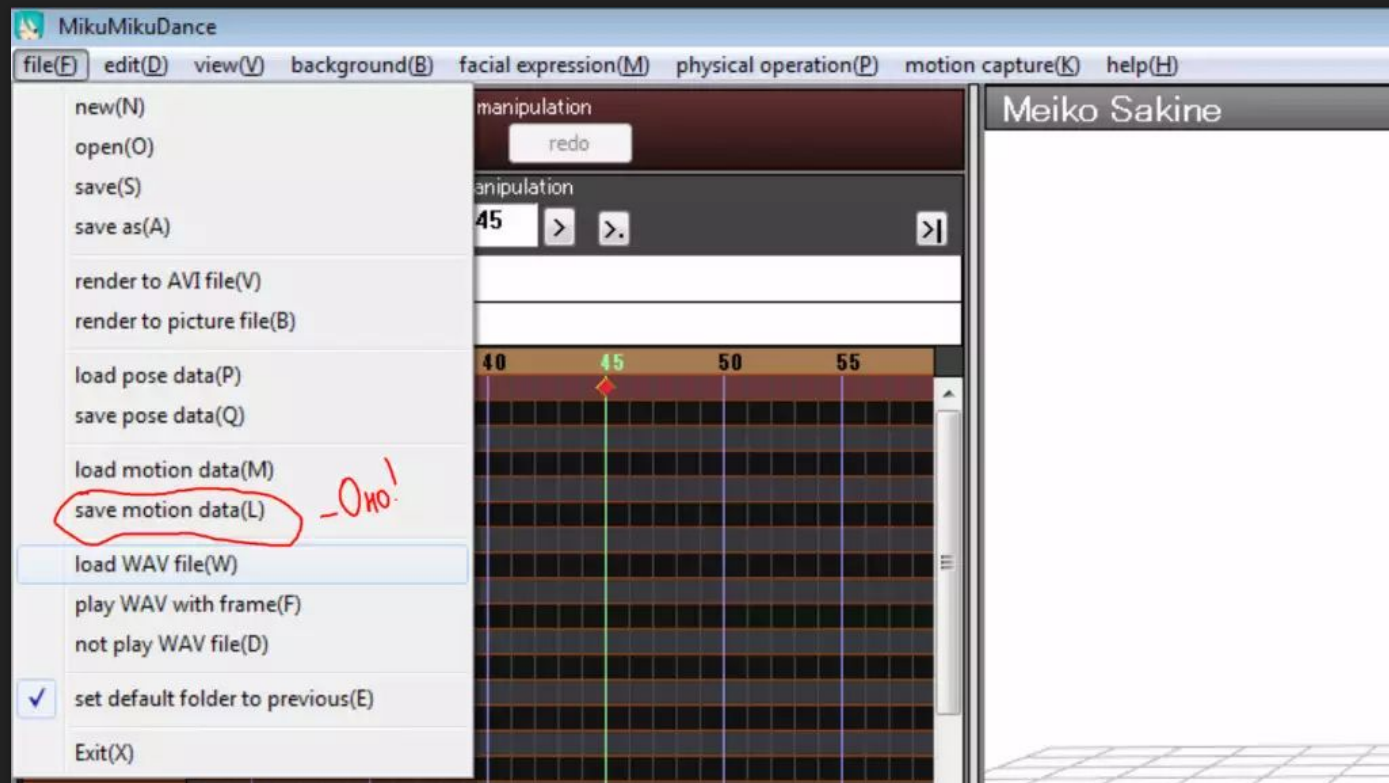 MikuMikuDance
file(F) edit(D) view(V) background(B) facial expression(M) physical operation(P) motion capture(K) help(H)
new(N)
open(O)
save(S)
save as(A)
render to AVI file(V)
render to picture file(B)
load pose data(P)
save pose data(Q)
load motion data(M)
save motion data(L)
-Оно!
load WAV file(W)
play WAV with frame(F)
not play WAV file(D)
set default folder to previous(E)
Exit(X)
manipulation
redo
anipulation
45 > >. >|
40 45 50 55
Meiko Sakine